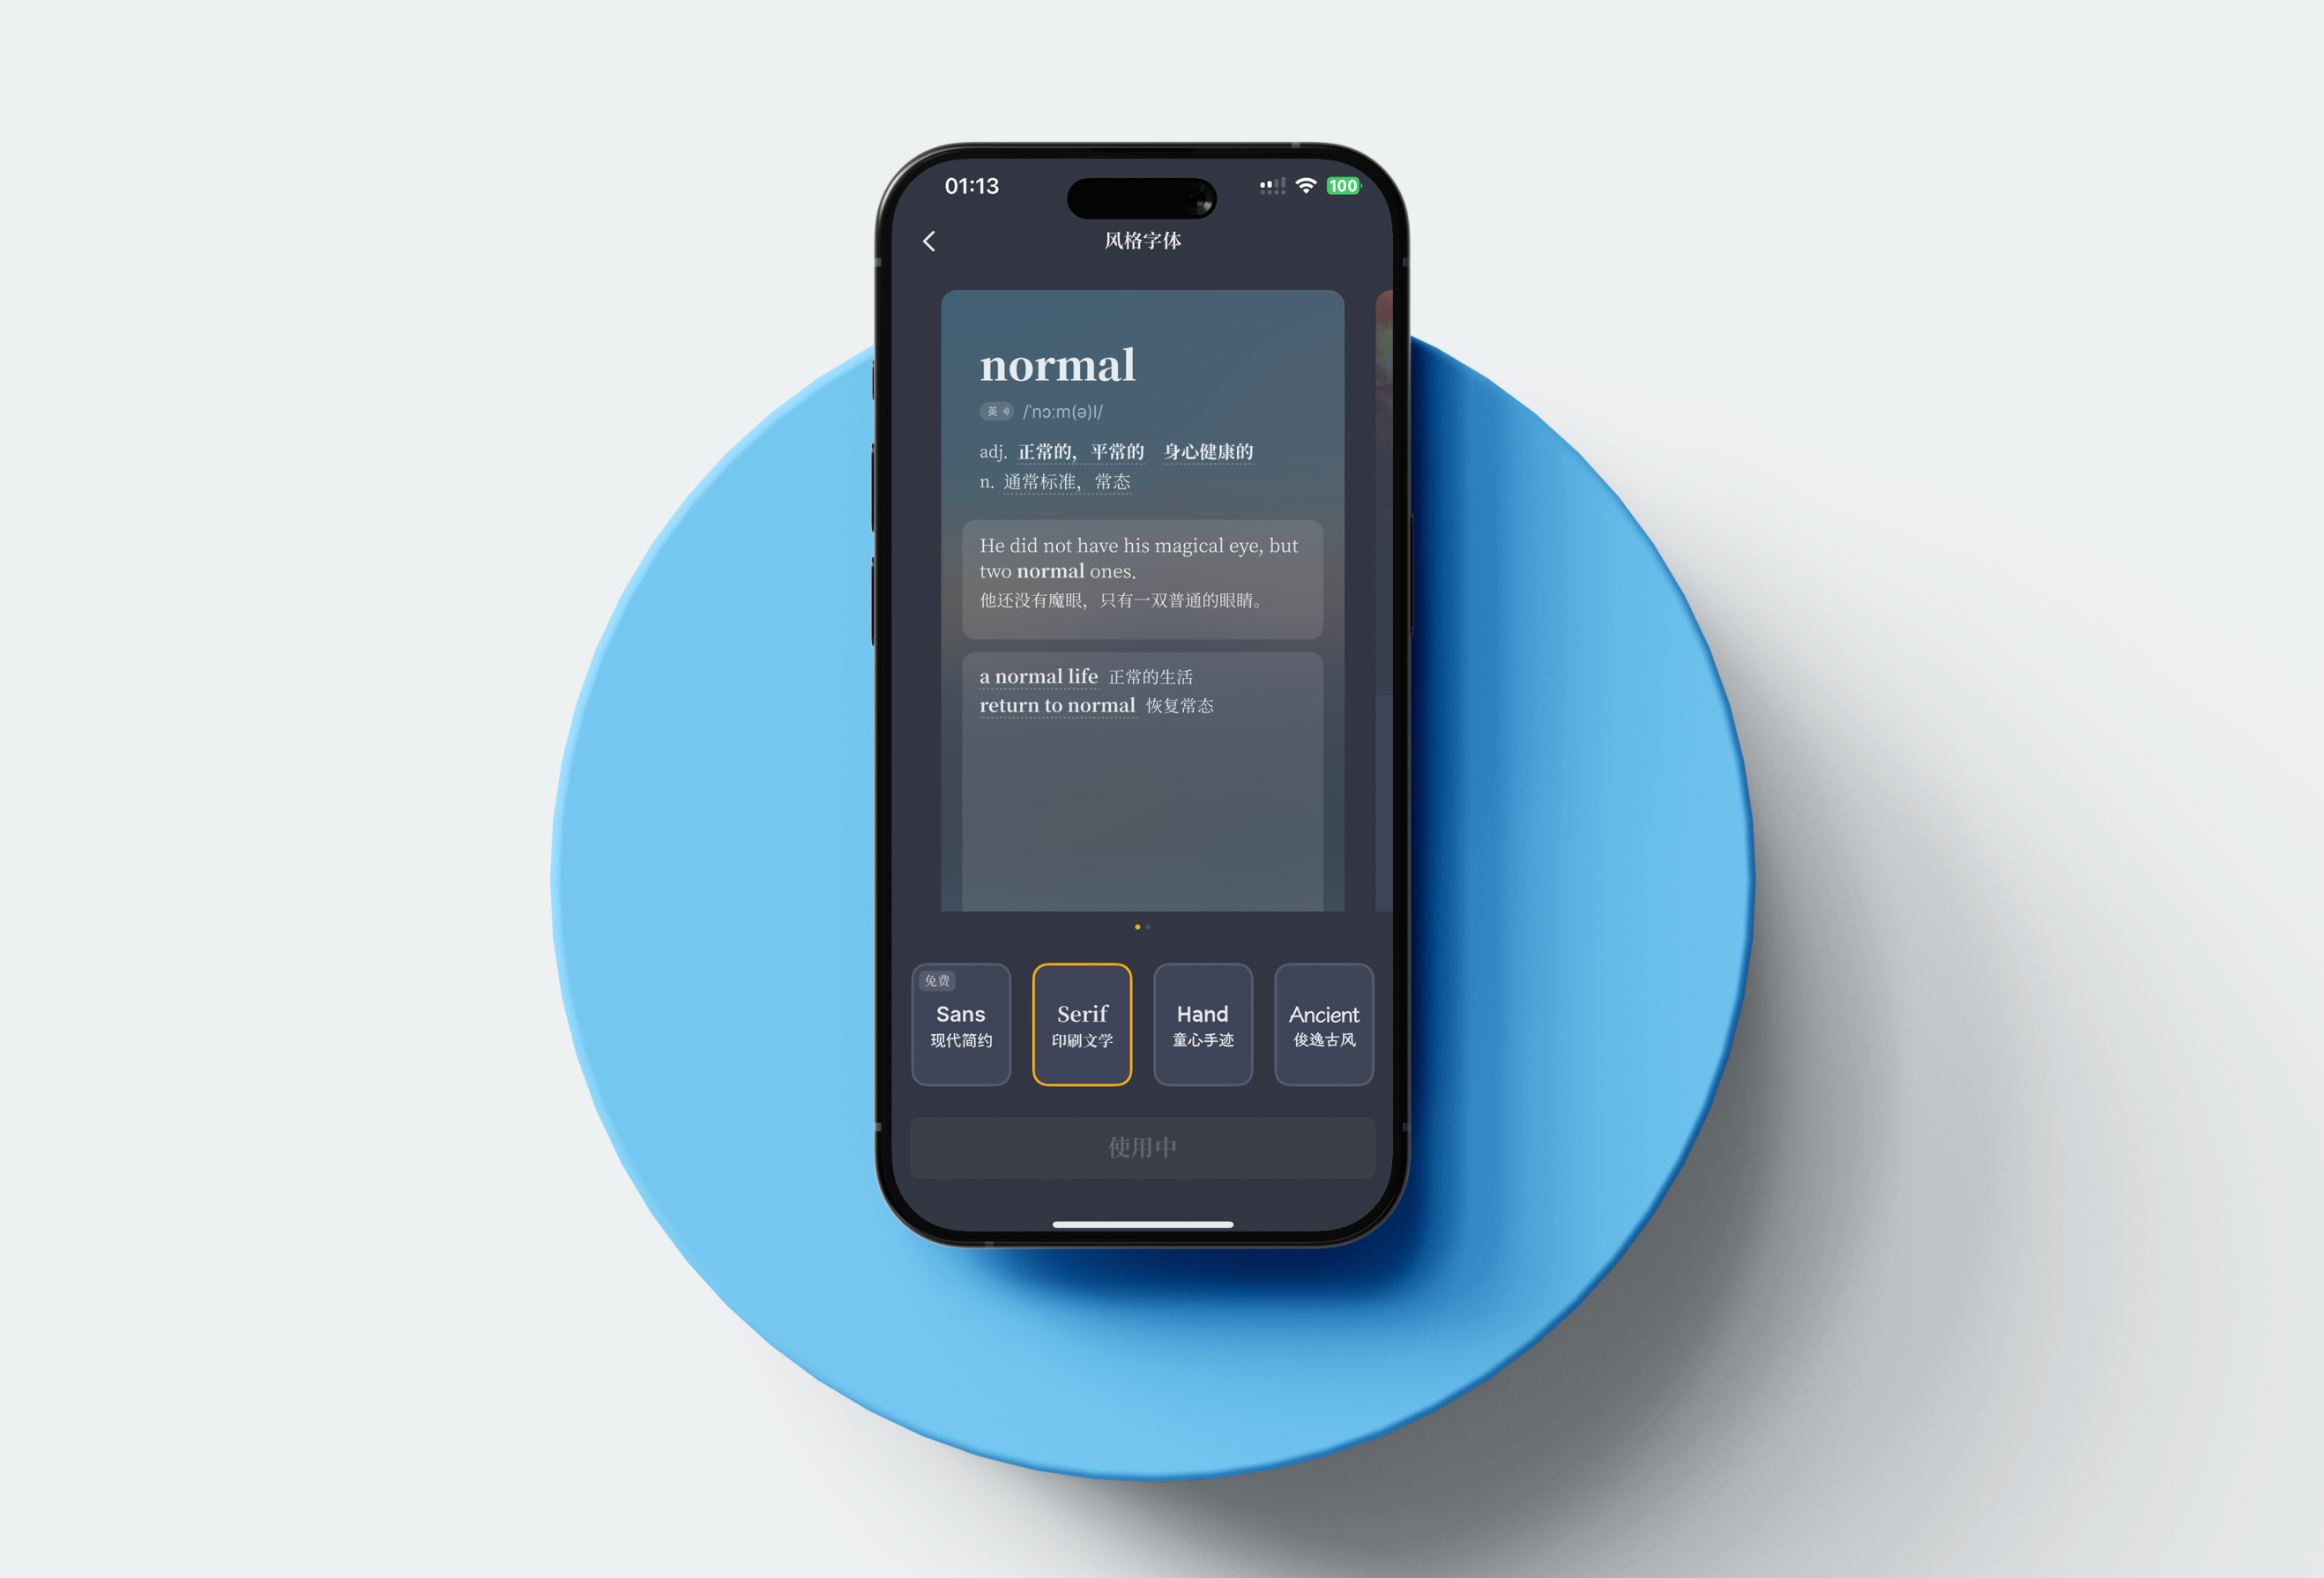 01:13
100
风格字体
normal
英 /ˈnɔːm(ə)l/
adj. 正常的，平常的 身心健康的
n. 通常标准，常态
He did not have his magical eye, but
two normal ones.
他还没有魔眼，只有一双普通的眼睛。
a normal life 正常的生活
return to normal 恢复常态
免费
Sans
现代简约
Serif
印刷文学
Hand
童心手迹
Ancient
俊逸古风
使用中